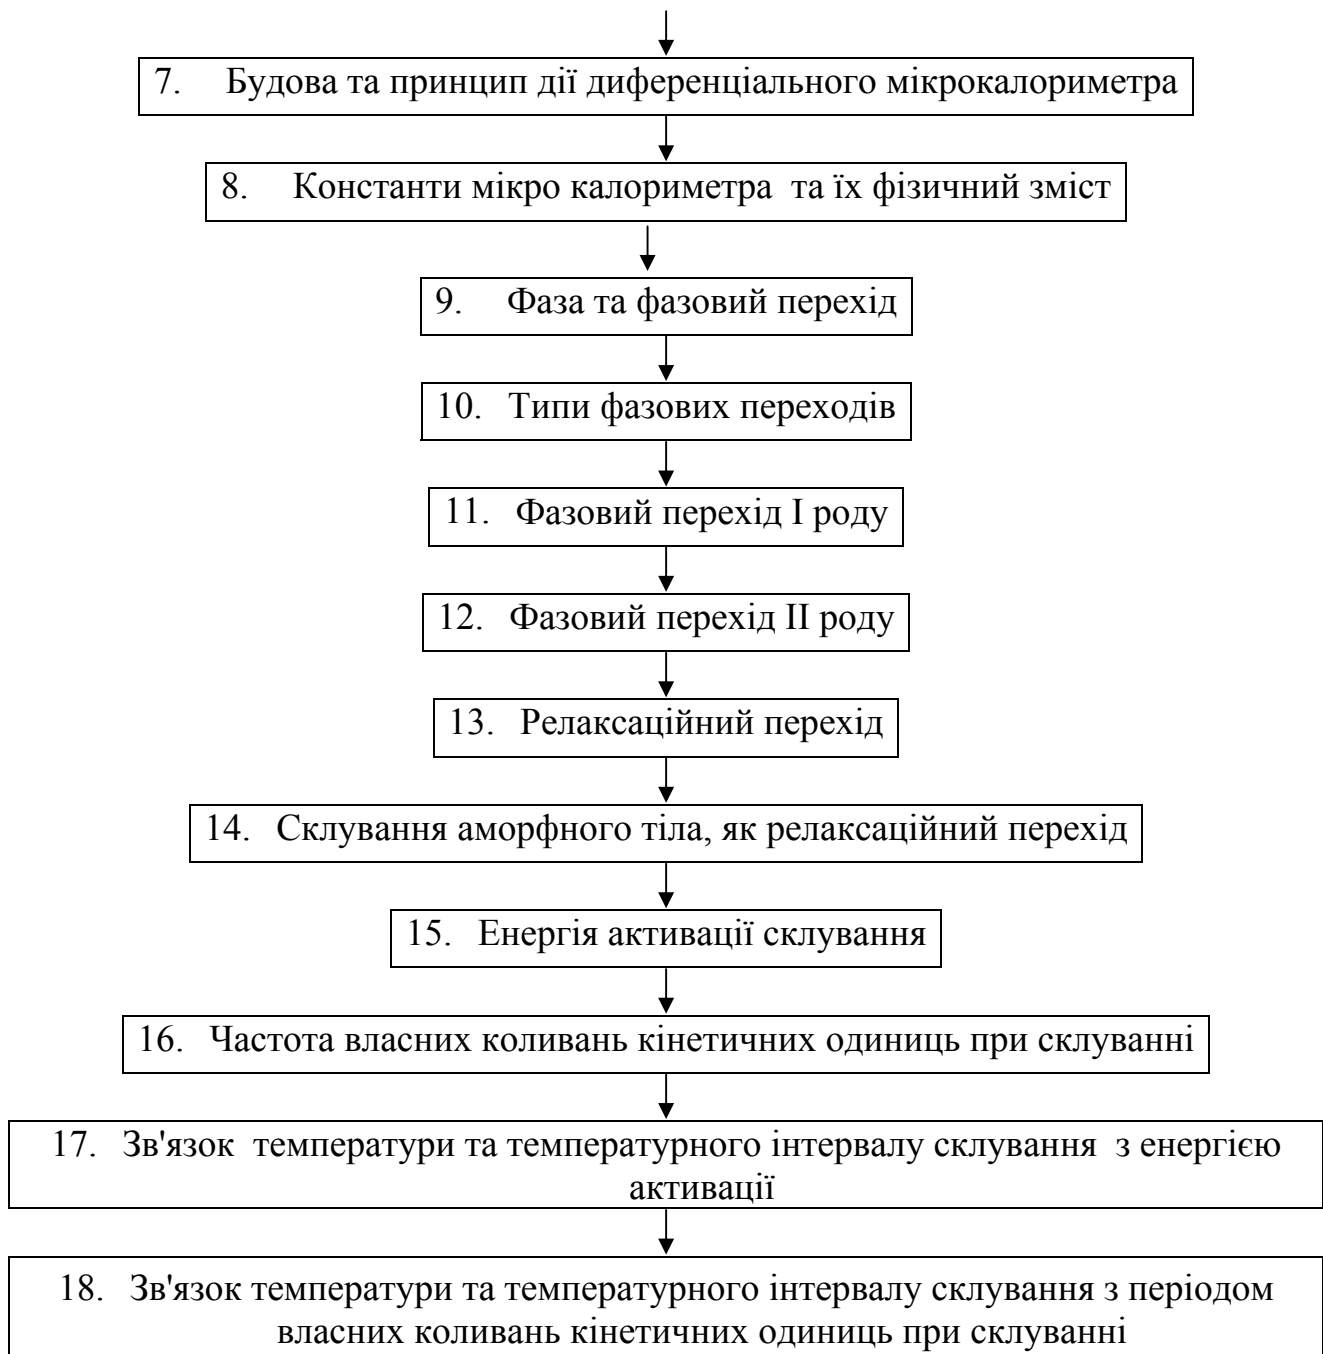 7. Будова та принцип дії диференціального мікрокалориметра
8. Константи мікро калориметра та їх фізичний зміст
9. Фаза та фазовий перехід
10. Типи фазових переходів
11. Фазовий перехід І роду
12. Фазовий перехід ІІ роду
13. Релаксаційний перехід
14. Склування аморфного тіла, як релаксаційний перехід
15. Енергія активації склування
16. Частота власних коливань кінетичних одиниць при склуванні
17. Зв'язок температури та температурного інтервалу склування з енергією
активації
18. Зв'язок температури та температурного інтервалу склування з періодом
власних коливань кінетичних одиниць при склуванні